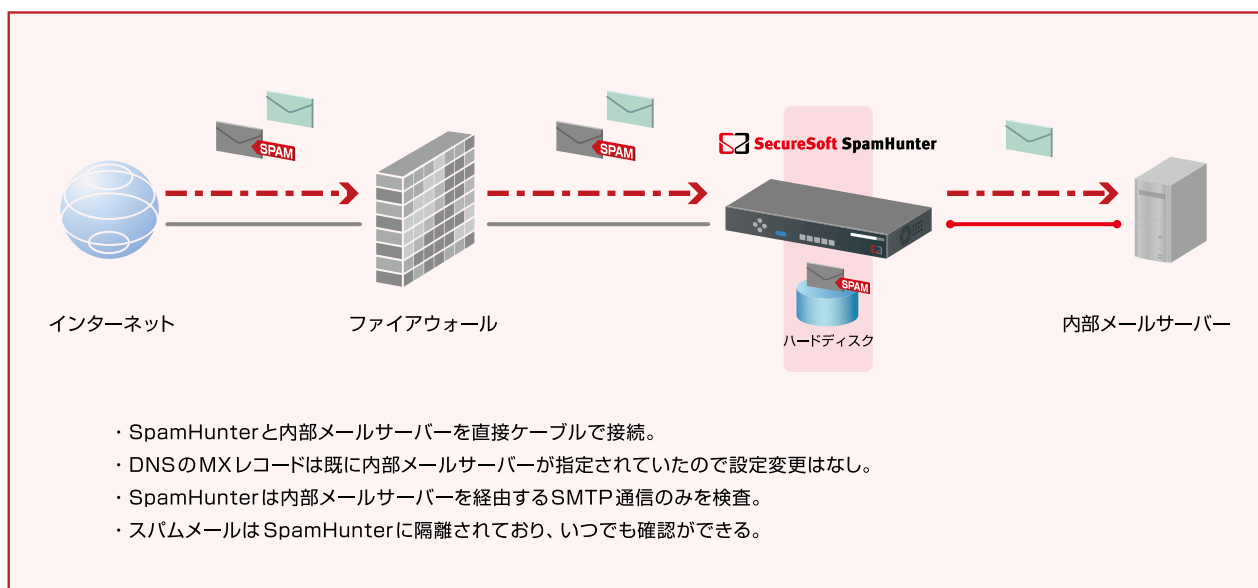 SPAM
SPAM
SecureSoft SpamHunter
SPAM
ハードディスク
インターネット
ファイアウォール
内部メールサーバー
・SpamHunterと内部メールサーバーを直接ケーブルで接続。
・DNSのMXレコードは既に内部メールサーバーが指定されていたので設定変更はなし。
・SpamHunterは内部メールサーバーを経由するSMTP通信のみを検査。
・スパムメールはSpamHunterに隔離されており、いつでも確認ができる。